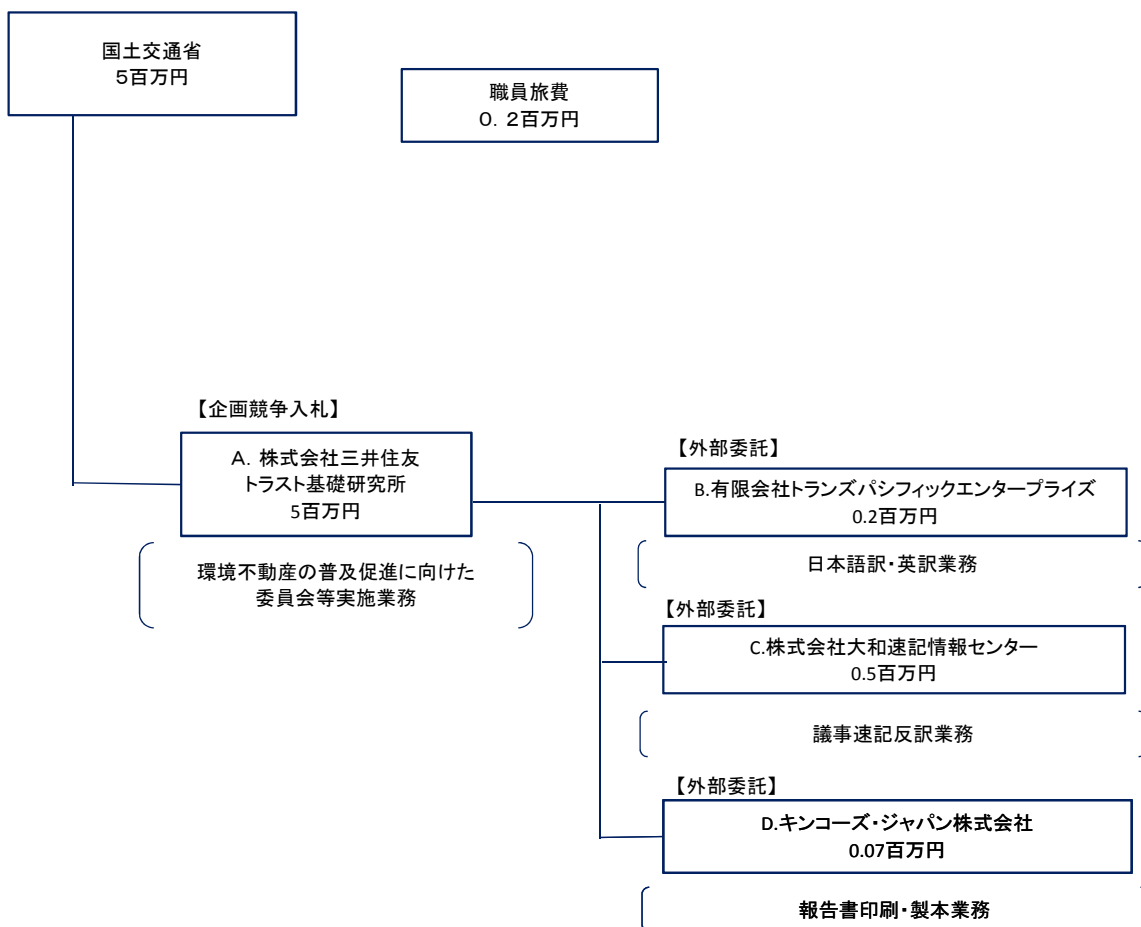 国土交通省
5百万円
職員旅費
０．２百万円
【企画競争入札】
Ａ．株式会社三井住友
トラスト基礎研究所
5百万円
環境不動産の普及促進に向けた
委員会等実施業務
【外部委託】
B.有限会社トランズパシフィックエンタープライズ
0.2百万円
日本語訳・英訳業務
【外部委託】
C.株式会社大和速記情報センター
0.5百万円
議事速記反訳業務
【外部委託】
D.キンコーズ・ジャパン株式会社
0.07百万円
報告書印刷・製本業務